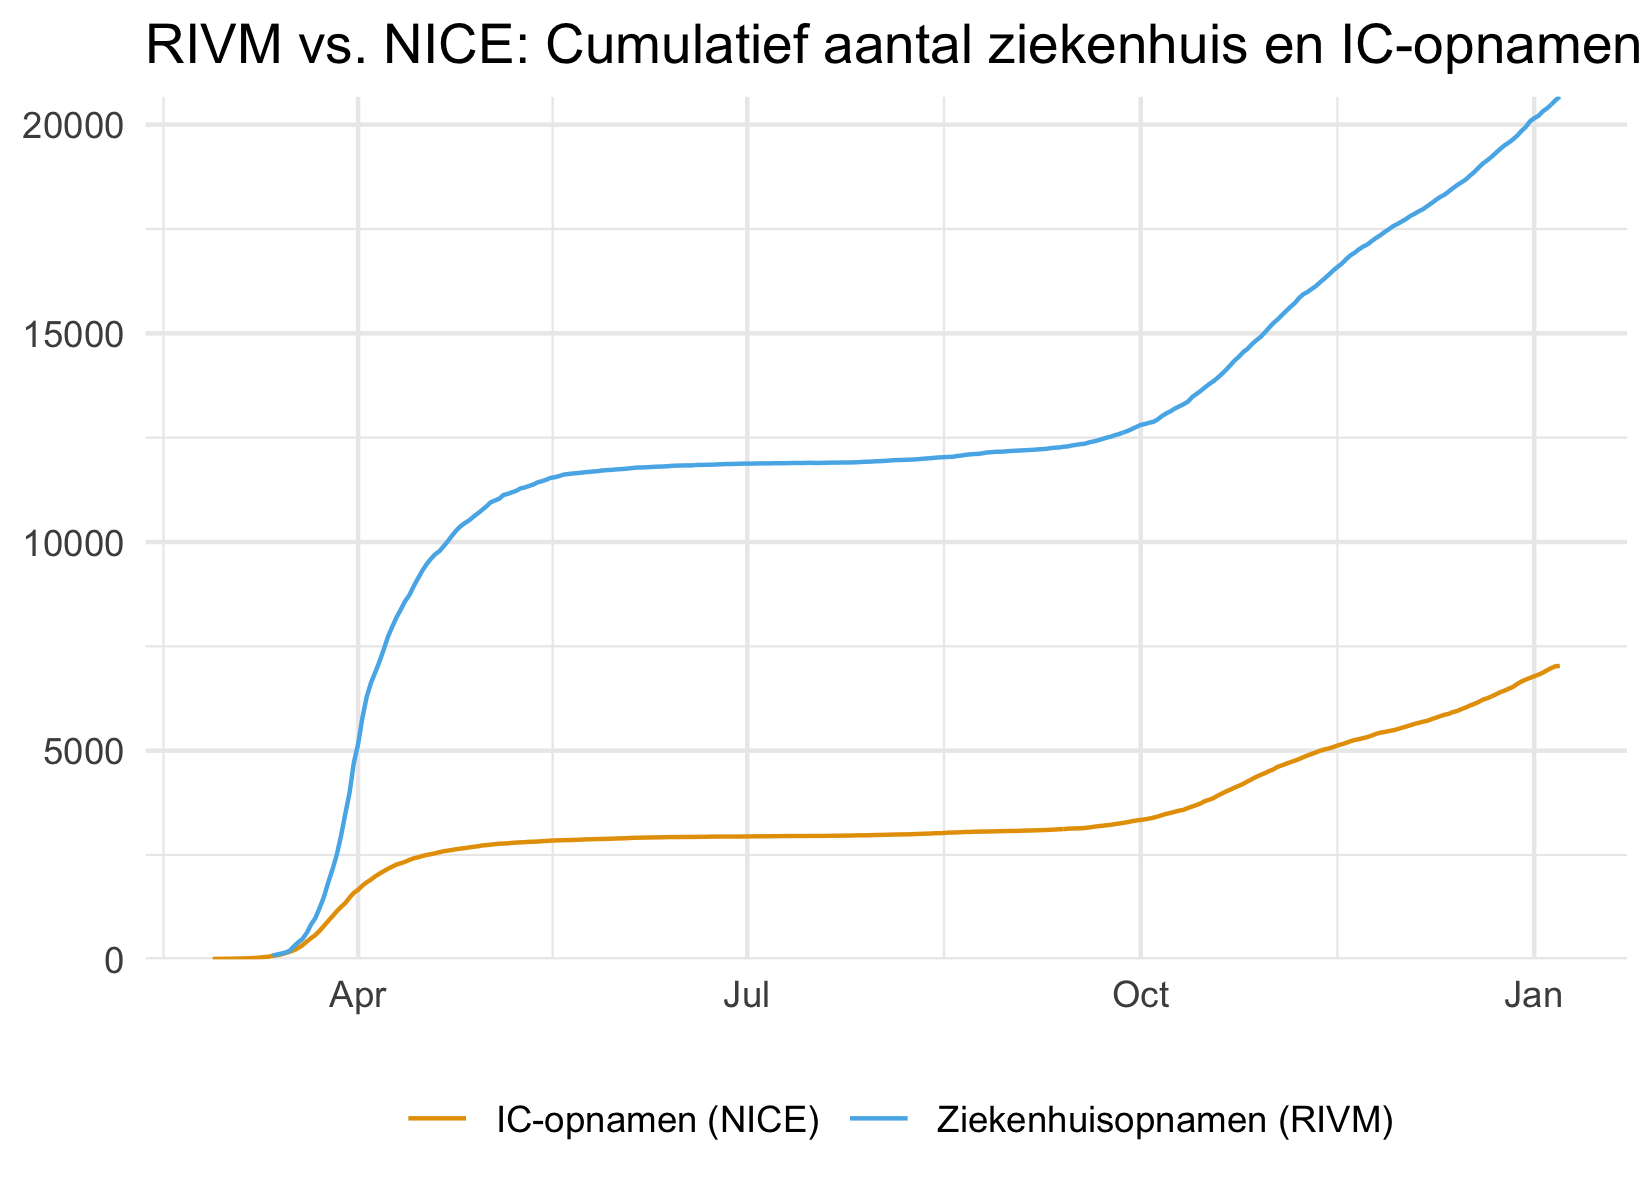 RIVM vs. NICE: Cumulatief aantal ziekenhuis en IC-opnamen
20000
15000
10000
5000
0
Apr Jul Oct Jan
IC-opnamen (NICE) Ziekenhuisopnamen (RIVM)